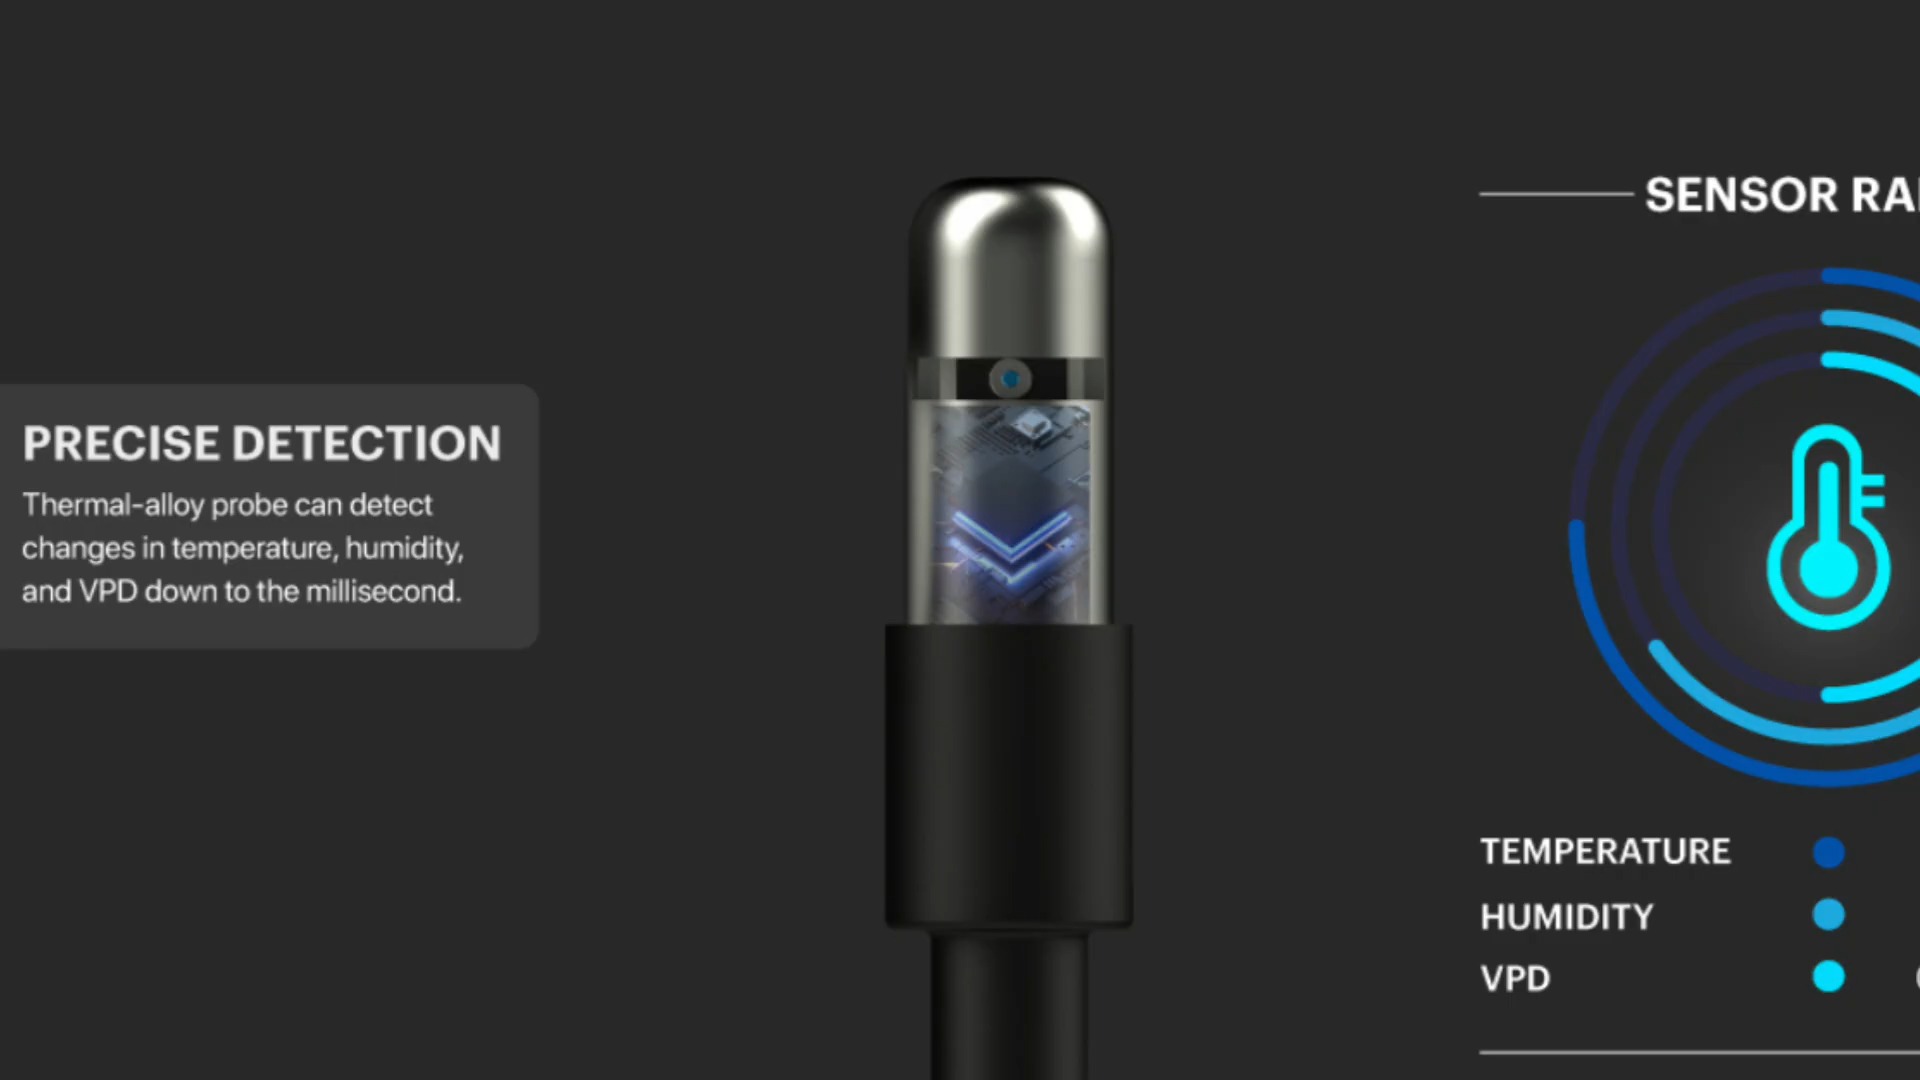 PRECISE DETECTION
Thermal-alloy probe can detect
changes in temperature, humidity,
and VPD down to the millisecond.
SENSOR
TEMPERATURE
HUMIDITY
VPD